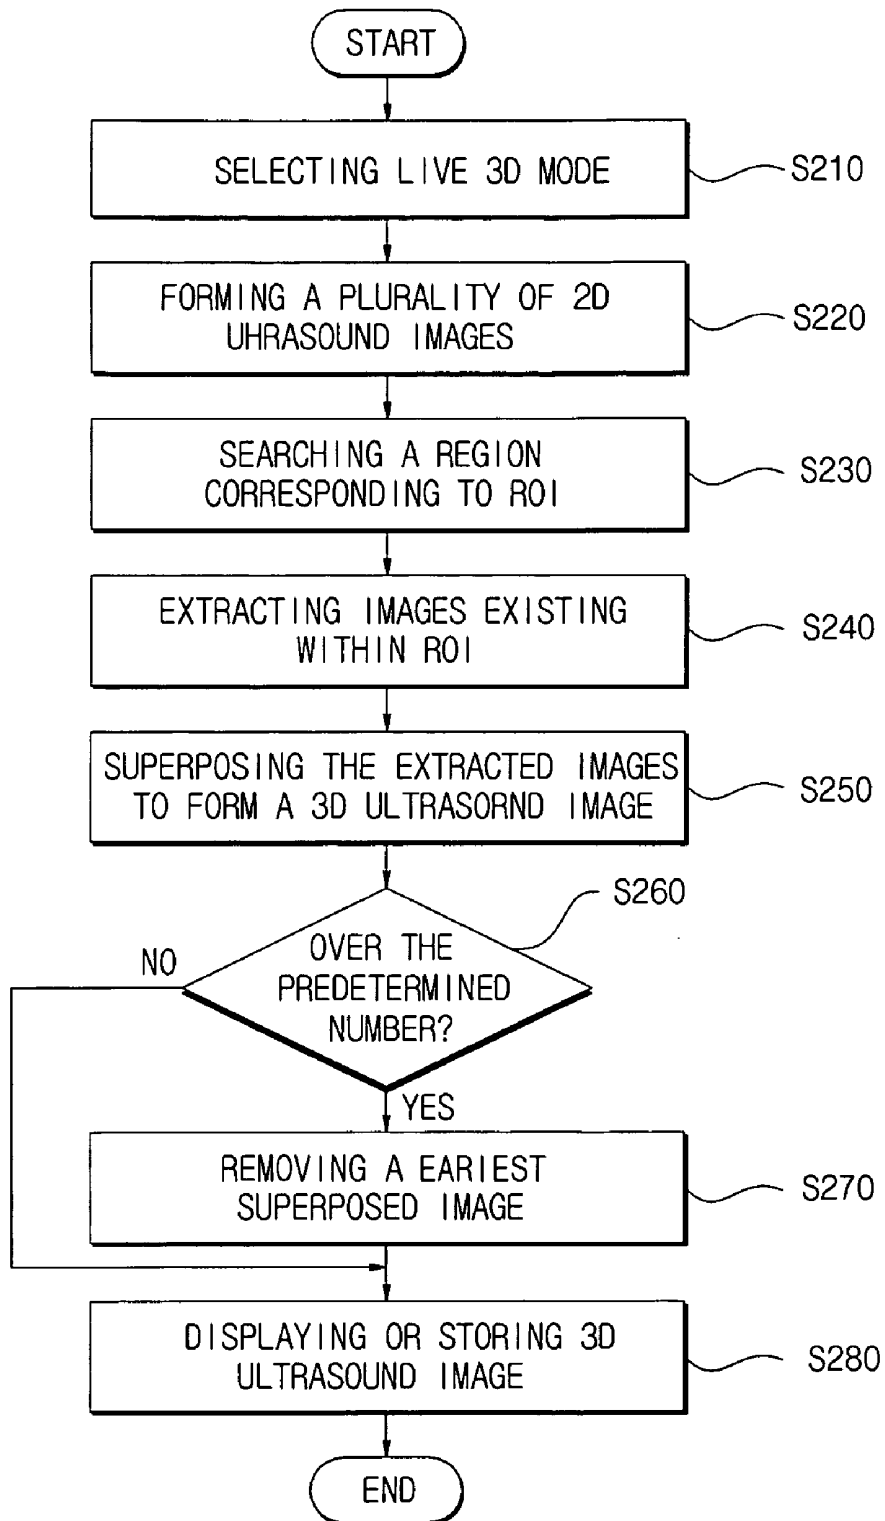 START
SELECTING LIVE 3D MODE
S210
FORMING A PLURALITY OF 2D
UHRASOUND IMAGES
S220
SEARCHING A REGION
CORRESPONDING TO ROI
S230
EXTRACTING IMAGES EXISTING
WITHIN ROI
S240
SUPERPOSING THE EXTRACTED IMAGES
TO FORM A 3D ULTRASORND IMAGE
S250
S260
NO
OVER THE
PREDETERMINED
NUMBER?
YES
REMOVING A EARIEST
SUPERPOSED IMAGE
S270
DISPLAYING OR STORING 3D
ULTRASOUND IMAGE
S280
END